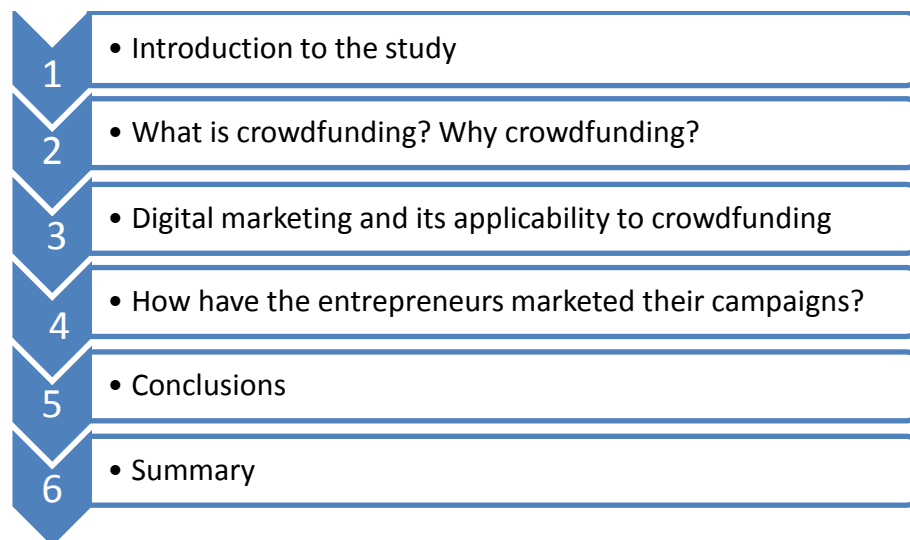 1
• Introduction to the study
2
• What is crowdfunding? Why crowdfunding?
3
• Digital marketing and its applicability to crowdfunding
4
• How have the entrepreneurs marketed their campaigns?
5
• Conclusions
6
• Summary